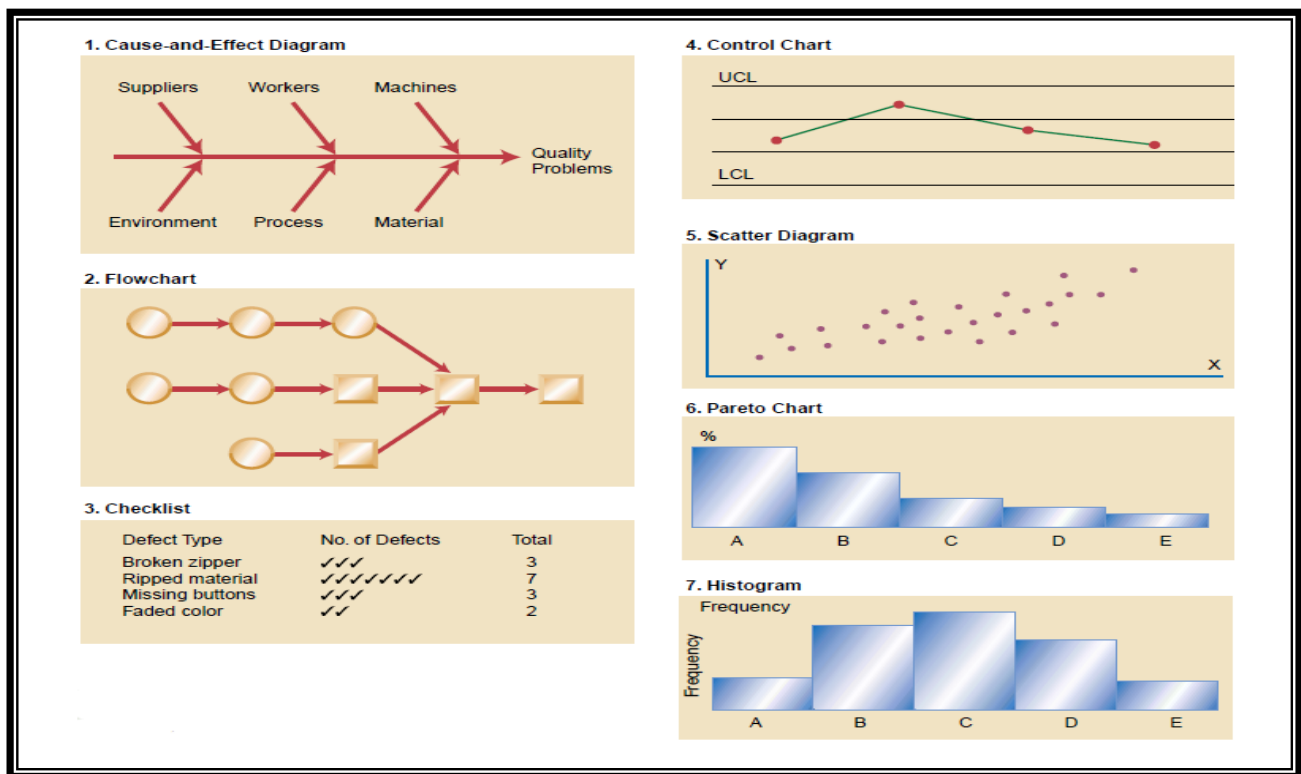 1. Cause-and-Effect Diagram
Suppliers Workers Machines
Quality
Problems
Environment Process Material
2. Flowchart
3. Checklist
Defect Type No. of Defects Total
Broken zipper ✓✓✓ 3
Ripped material ✓✓✓✓✓✓✓ 7
Missing buttons ✓✓✓ 3
Faded color ✓✓ 2
4. Control Chart
UCL
LCL
5. Scatter Diagram
Y
X
6. Pareto Chart
%
A B C D E
7. Histogram
Frequency
Frequency
A B C D E